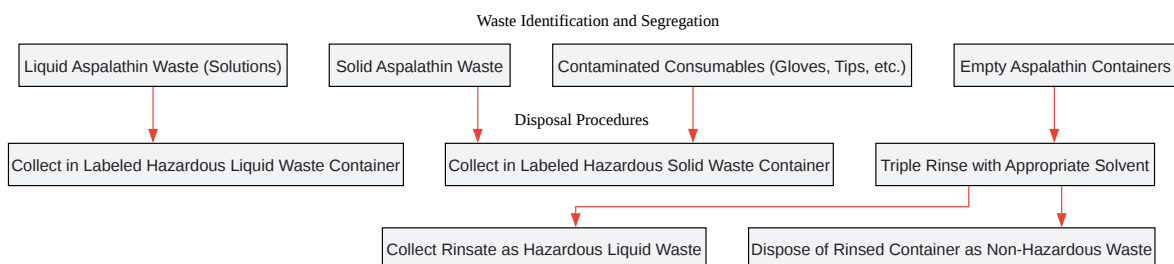 Waste Identification and Segregation
Liquid Aspalathin Waste (Solutions)
Solid Aspalathin Waste
Contaminated Consumables (Gloves, Tips, etc.)
Empty Aspalathin Containers
Disposal Procedures
Collect in Labeled Hazardous Liquid Waste Container
Collect in Labeled Hazardous Solid Waste Container
Triple Rinse with Appropriate Solvent
Collect Rinsate as Hazardous Liquid Waste
Dispose of Rinsed Container as Non-Hazardous Waste